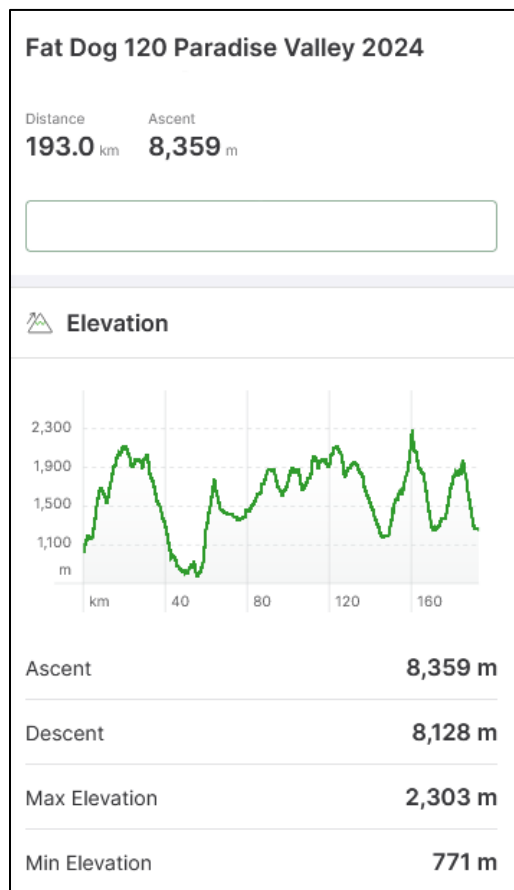 Fat Dog 120 Paradise Valley 2024
Distance Ascent
193.0 km 8,359 m
Elevation
2,300
1,900
1,500
1,100
m
km 40 80 120 160
Ascent 8,359 m
Descent 8,128 m
Max Elevation 2,303 m
Min Elevation 771 m